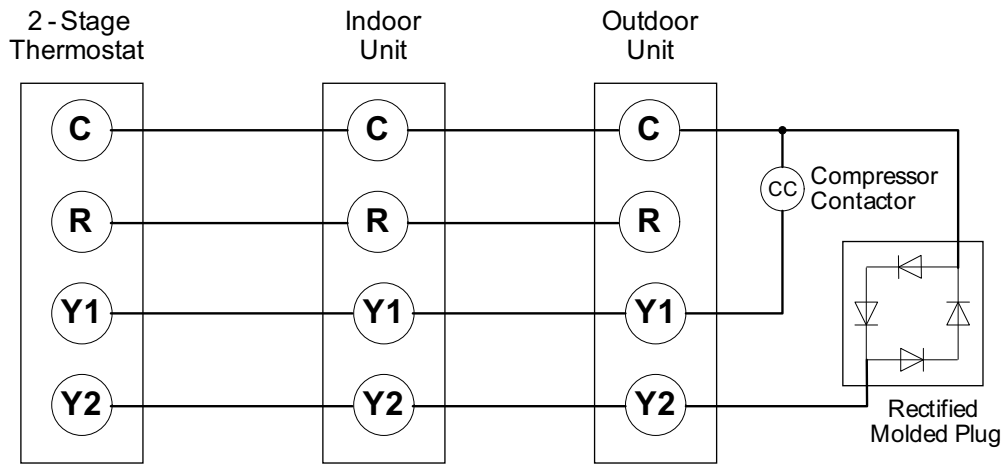 2 - Stage
Thermostat
Indoor
Unit
Outdoor
Unit
C
C
C
CC
Compressor
Contactor
R
R
R
Y1
Y1
Y1
Y2
Y2
Y2
Rectified
Molded Plug